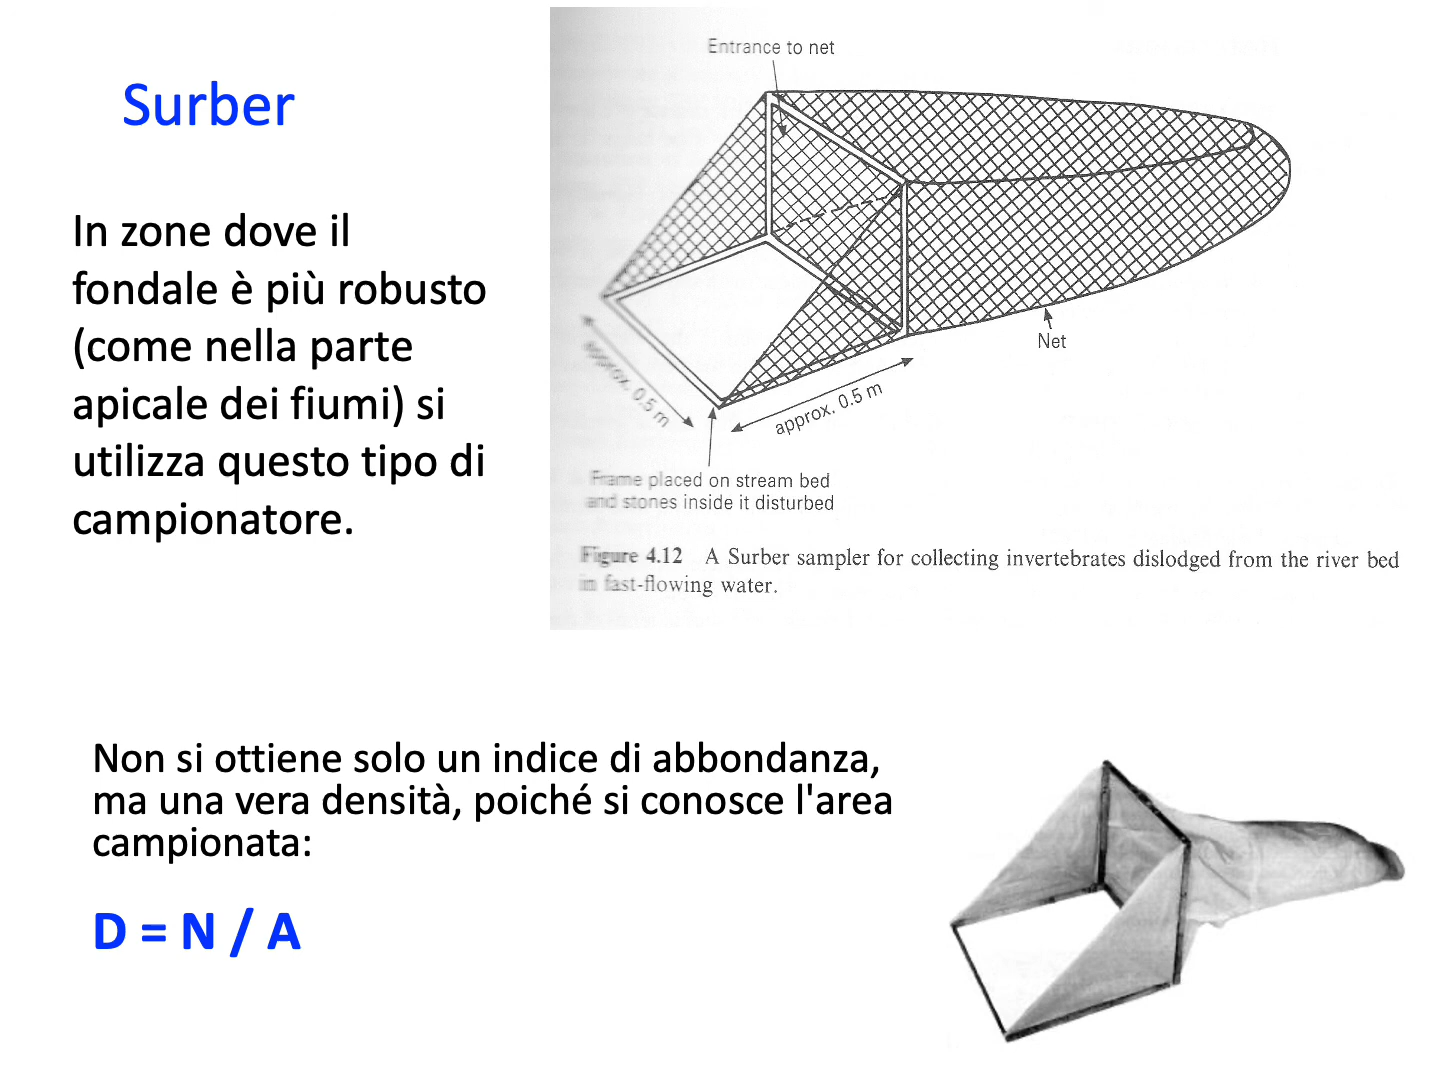 Surber
In zone dove il
fondale è più robusto
(come nella parte
apicale dei fiumi) si
utilizza questo tipo di
campionatore.
Entrance to net
Net
approx. 0.5 m
approx. 0.5 m
Frame placed on stream bed
and stones inside it disturbed
Figure 4.12 A Surber sampler for collecting invertebrates dislodged from the river bed
in fast-flowing water.
Non si ottiene solo un indice di abbondanza,
ma una vera densità, poiché si conosce l'area
campionata:
D = N / A